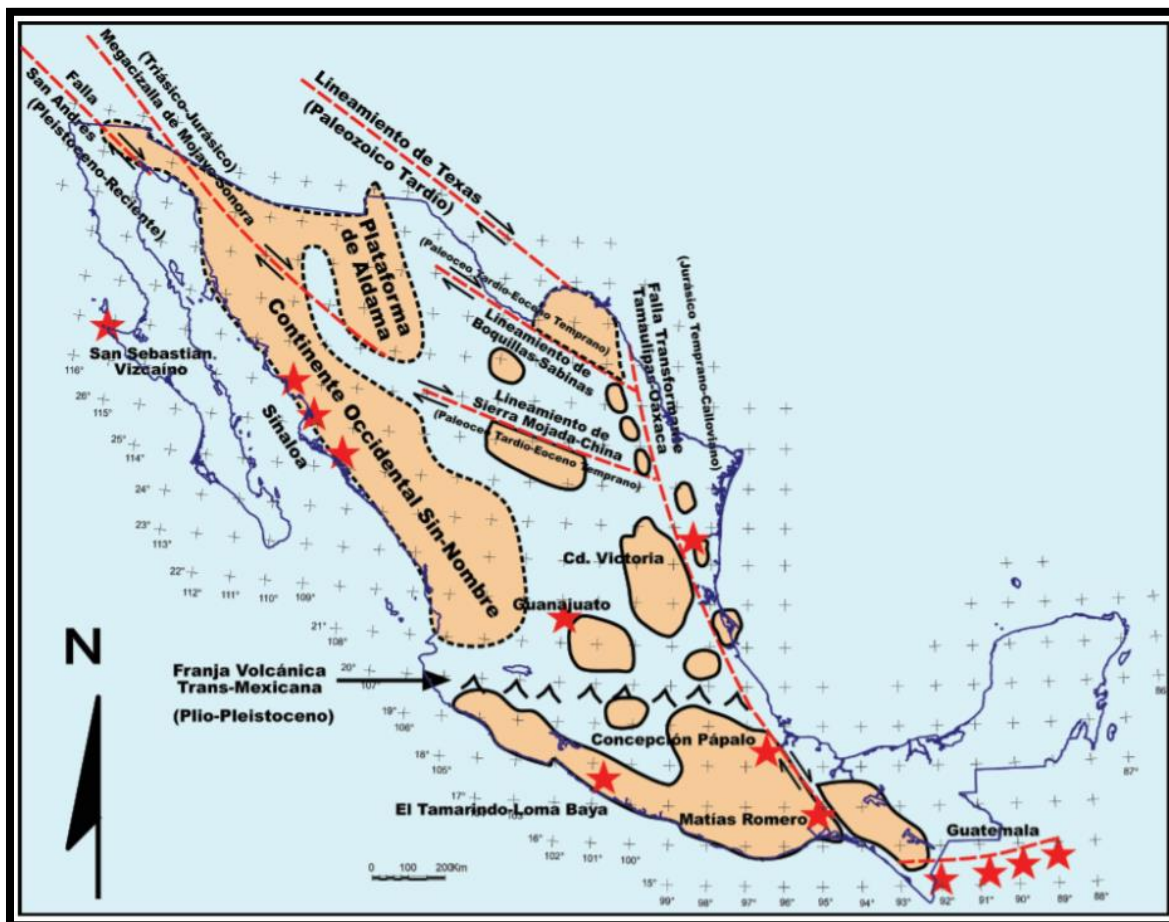 Falla
San Andrés
(Pleistoceno-Reciente)
(Triásico-Jurásico)
Megacizalla de Mojave-Sonora
Lineamiento de Texas
(Paleozoico Tardío)
Plataforma
de Aldama
(Paleoceo Tardío-Eoceno Temprano)
Lineamiento de
Boquillas-Sabinas
Falla Transformante
Tamaulipas-Oaxaca
(Jurásico Temprano-Calloviano)
Lineamiento de
Sierra Mojada-China
(Paleoceo Tardío-Eoceno Temprano)
San Sebastián.
Vizcaíno
Sinaloa
Continente Occidental Sin-Nombre
116°
26°
115°
25°
114°
24°
23°
113°
22°
112°
111°
110°
109°
21°
108°
20°
107°
19°
106°
18°
105°
17°
16°
102°
101°
100°
15°
99°
98°
97°
96°
95°
94°
93°
92°
91°
90°
89°
88°
87°
86°
Cd. Victoria
Guanajuato
N
Franja Volcánica
Trans-Mexicana
(Plio-Pleistoceno)
Concepción Pápalo
El Tamarindo-Loma Baya
Matías Romero
Guatemala
0 100 200Km